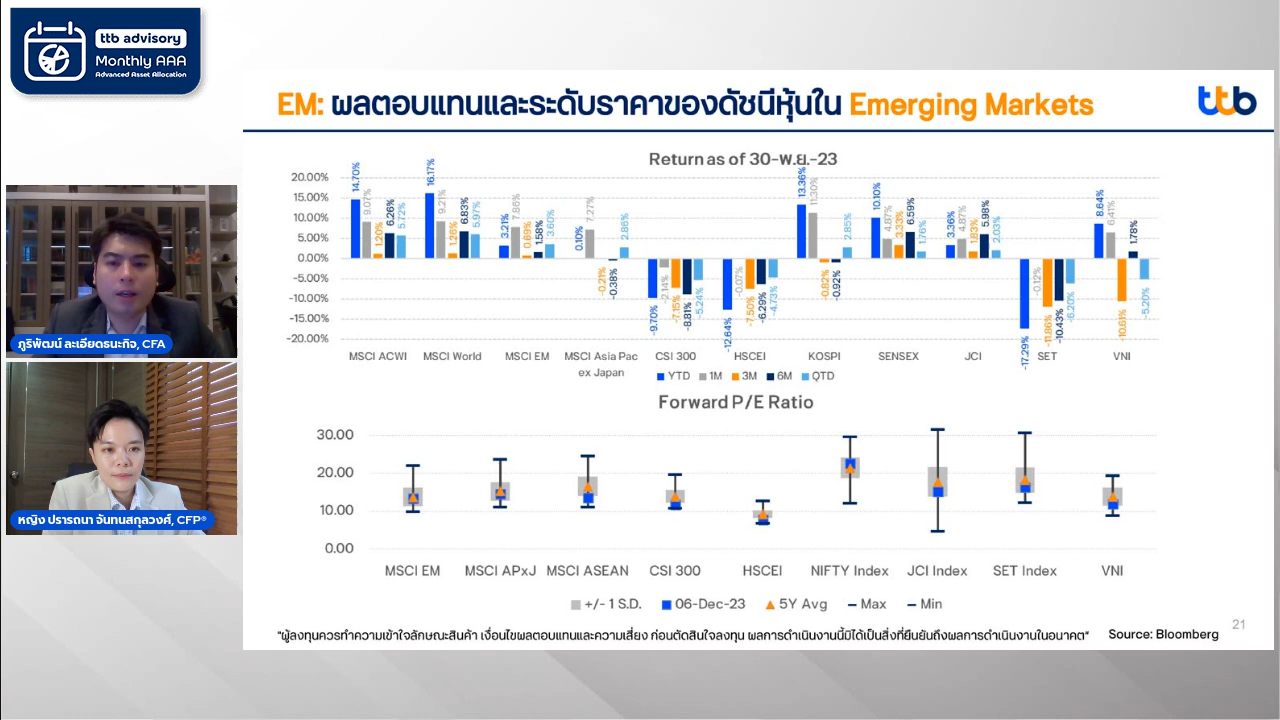 ttb advisory
Monthly AAA
Advanced Asset Allocation
EM: ผลตอบแทนและระดับราคาของดัชนีหุ้นใน Emerging Markets
ttb
Return as of 30-พ.ย.-23
20.00%
15.00%
10.00%
5.00%
0.00%
-5.00%
-10.00%
-15.00%
-20.00%
14.70% 9.07% 1.20% 6.26% 5.72%
16.17% 9.21% 1.26% 6.83% 5.97%
3.21% 7.86% 0.69% 1.58% 3.60%
0.10% 7.27% -0.21% -0.38% 2.86%
-9.70% -2.14% -7.15% -8.81% -5.24%
-12.64% -0.07% -7.50% -6.29% -4.73%
13.36% 11.30% -0.82% -0.92% 2.85%
10.10% 4.87% 3.33% 6.59% 1.76%
3.36% 4.87% 1.83% 5.98% 2.03%
-17.29% -0.12% -11.86% -10.43% -6.20%
8.64% 6.41% -10.61% 1.78% -5.20%
MSCI ACWI MSCI World MSCI EM MSCI Asia Pac ex Japan CSI 300 HSCEI KOSPI SENSEX JCI SET VNI
YTD 1M 3M 6M QTD
Forward P/E Ratio
30.00
20.00
10.00
0.00
MSCI EM MSCI APxJ MSCI ASEAN CSI 300 HSCEI NIFTY Index JCI Index SET Index VNI
+/- 1 S.D. 06-Dec-23 5Y Avg Max Min
"ผู้ลงทุนควรทำความเข้าใจลักษณะสินค้า เงื่อนไขผลตอบแทนและความเสี่ยง ก่อนตัดสินใจลงทุน ผลการดำเนินงานนี้มิได้เป็นสิ่งที่ยืนยันถึงผลการดำเนินงานในอนาคต"
Source: Bloomberg
21
ภูริพัฒน์ ละเอียดธนะกิจ, CFA
หญิง ปรารถนา จันทนสกุลวงศ์, CFP®